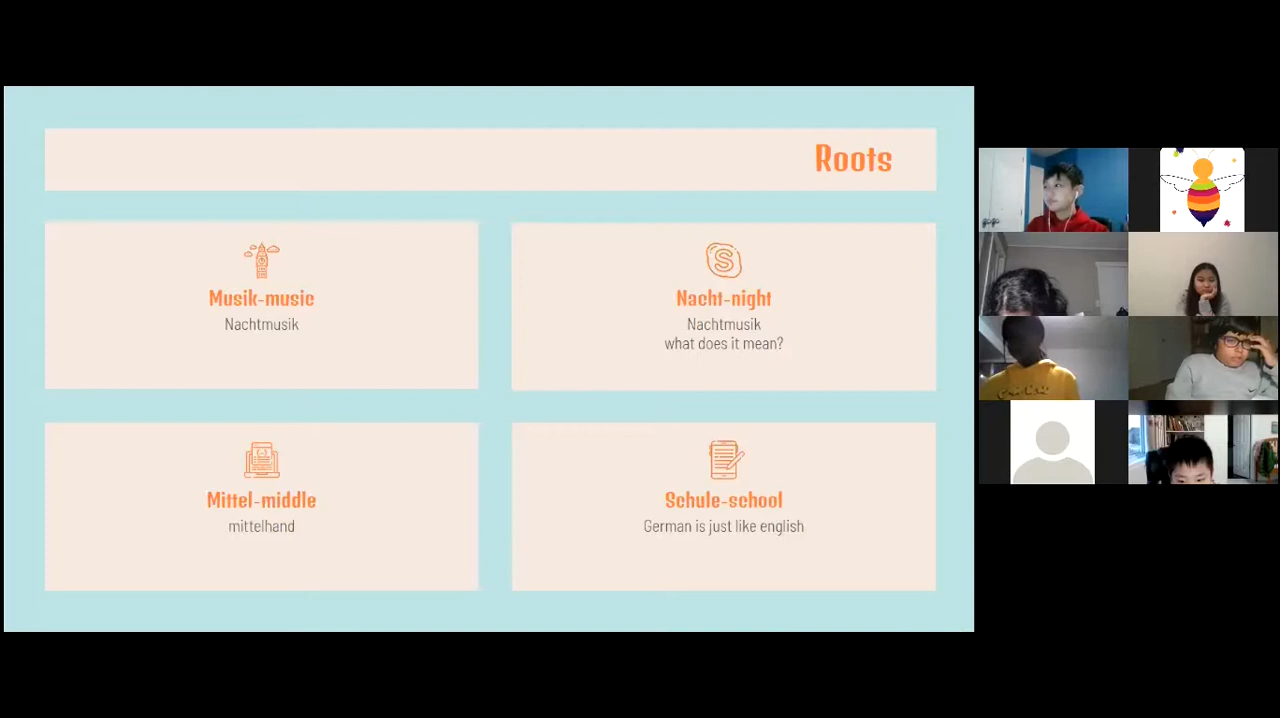 Roots
Musik-music
Nachtmusik
Nacht-night
Nachtmusik
what does it mean?
Mittel-middle
mittelhand
Schule-school
German is just like english